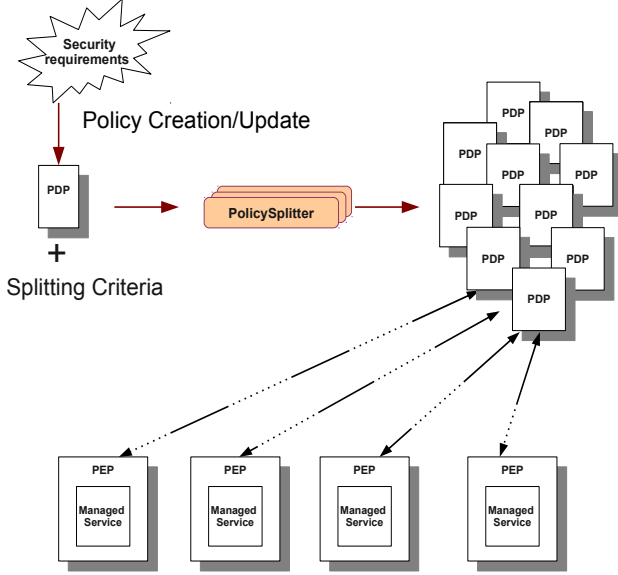 Security
requirements
Policy Creation/Update
PDP
+
Splitting Criteria
PolicySplitter
PDP
PDP
PDP
PDP
PDP
PDP
PDP
PDP
PDP
PDP
PEP
Managed
Service
PEP
Managed
Service
PEP
Managed
Service
PEP
Managed
Service